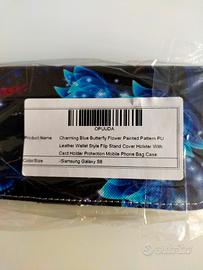 OPUUDA
Product Name
Charming Blue Butterfly Flower Painted Pattern PU
Leather Wallet Style Flip Stand Cover Holster With
Card Holder Protection Mobile Phone Bag Case
Color/Size
-Samsung Galaxy S8
subito